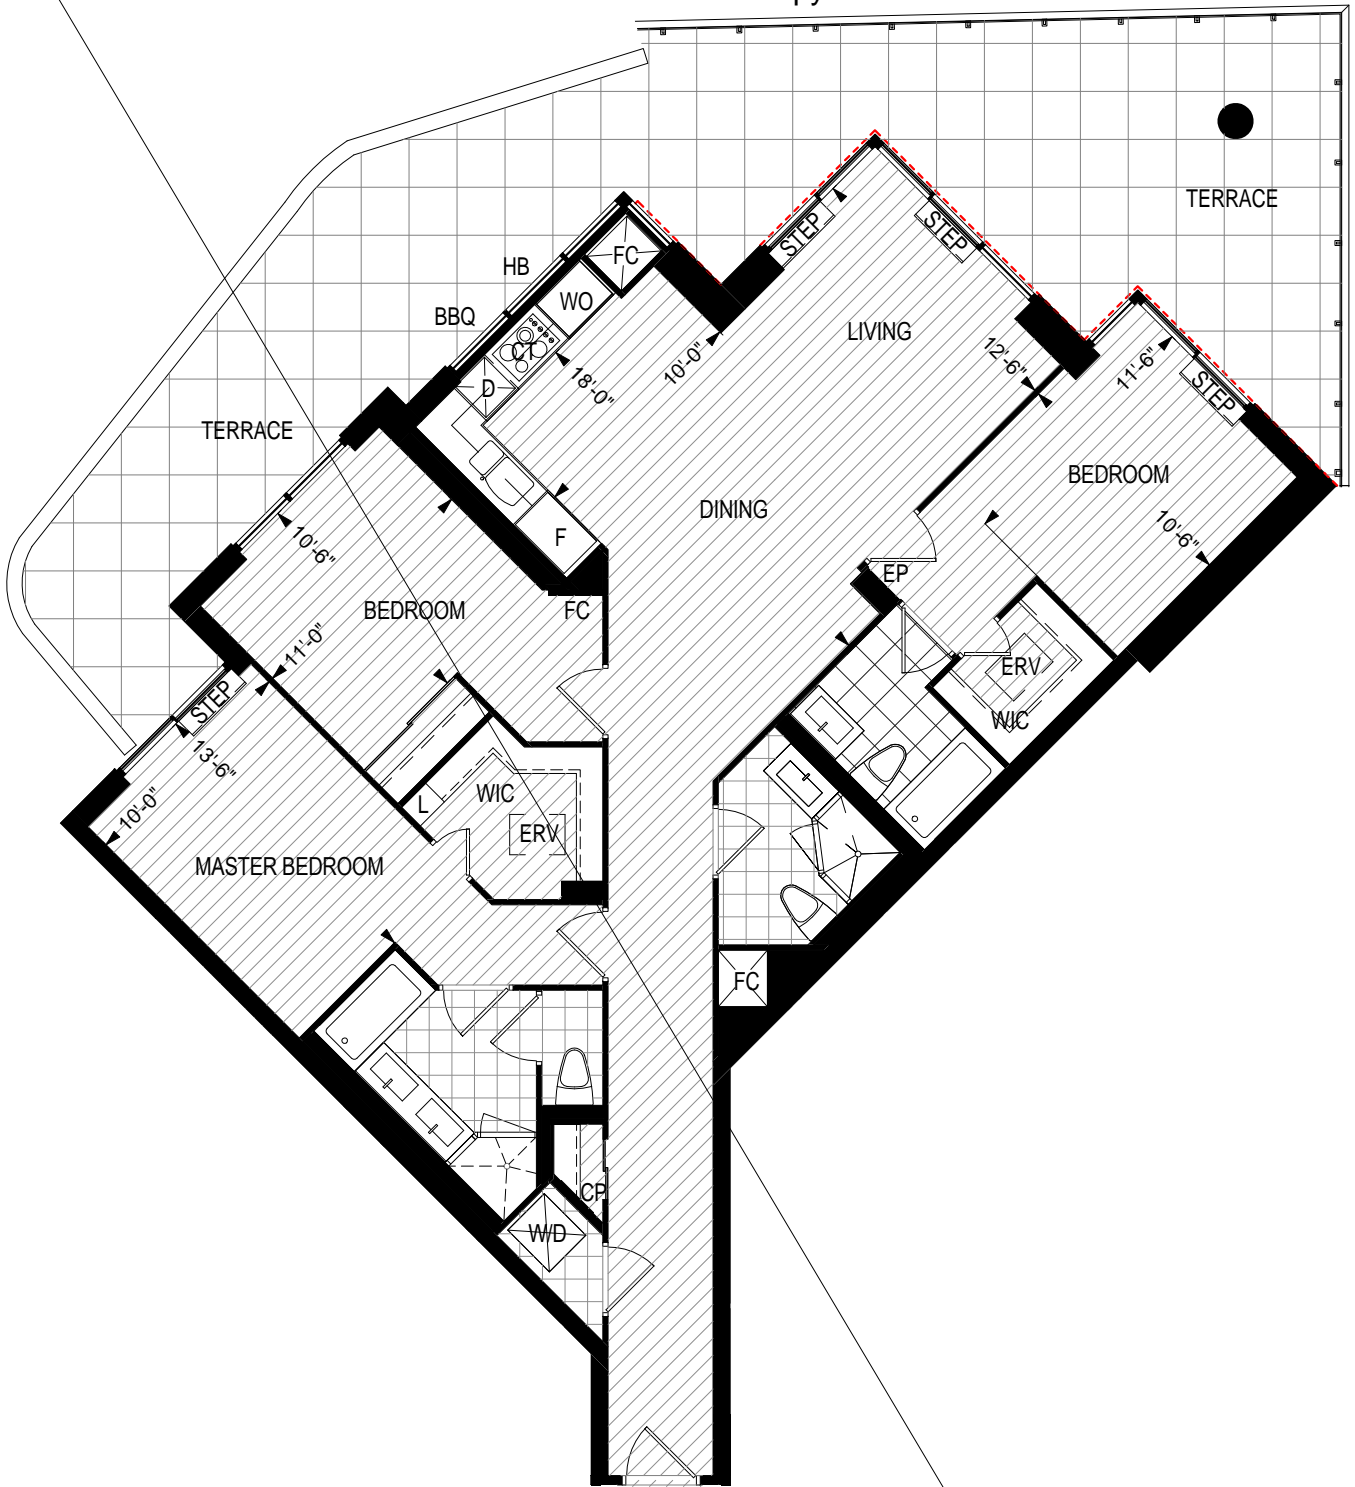 TERRACE
STEP
STEP
FC
HB
WO
BBQ
LIVING
CT
10'-0"
12'-6"
11'-6"
STEP
18'-0"
D
TERRACE
BEDROOM
DINING
F
10'-6"
10'-6"
EP
BEDROOM
FC
11'-0"
ERV
STEP
WIC
13'-6"
WIC
L
10'-0"
ERV
MASTER BEDROOM
FC
CP
WD